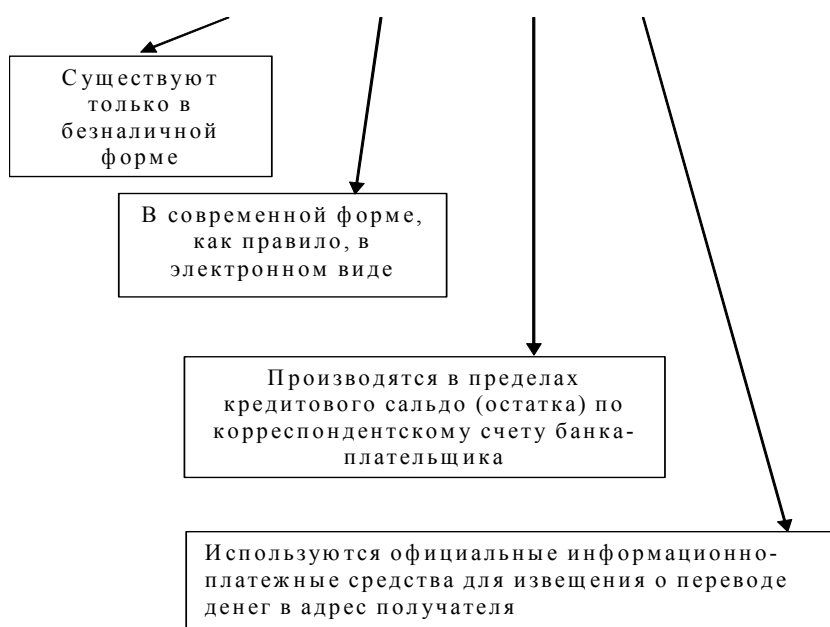 Существуют
только в
безналичной
форме
В современной форме,
как правило, в
электронном виде
Производятся в пределах
кредитового сальдо (остатка) по
корреспондентскому счету банка-
плательщика
Используются официальные информационно-
платежные средства для извещения о переводе
денег в адрес получателя